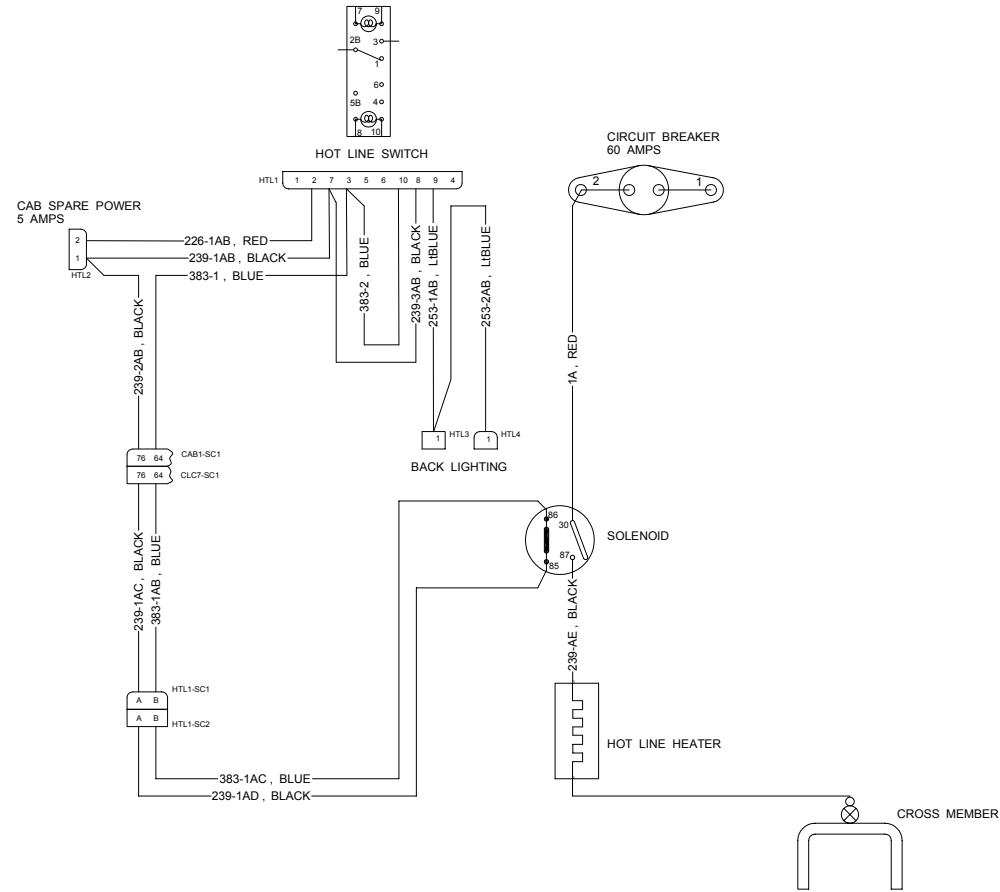 7 9
2B 3
1
6
5B 4
8 10
HOT LINE SWITCH
HTL1 1 2 7 3 5 6 10 8 9 4
CIRCUIT BREAKER
60 AMPS
2 1
CAB SPARE POWER
5 AMPS
2
1
HTL2
226-1AB , RED
239-1AB , BLACK
383-1 , BLUE
239-2AB , BLACK
383-2 , BLUE
239-3AB , BLACK
253-1AB , LtBLUE
253-2AB , LtBLUE
1A , RED
1 HTL3
1 HTL4
BACK LIGHTING
76 64 CAB1-SC1
76 64 CLC7-SC1
86
30
87
85
SOLENOID
239-1AC , BLACK
383-1AB , BLUE
239-AE , BLACK
HTL1-SC1
A B
A B
HTL1-SC2
HOT LINE HEATER
383-1AC , BLUE
239-1AD , BLACK
CROSS MEMBER